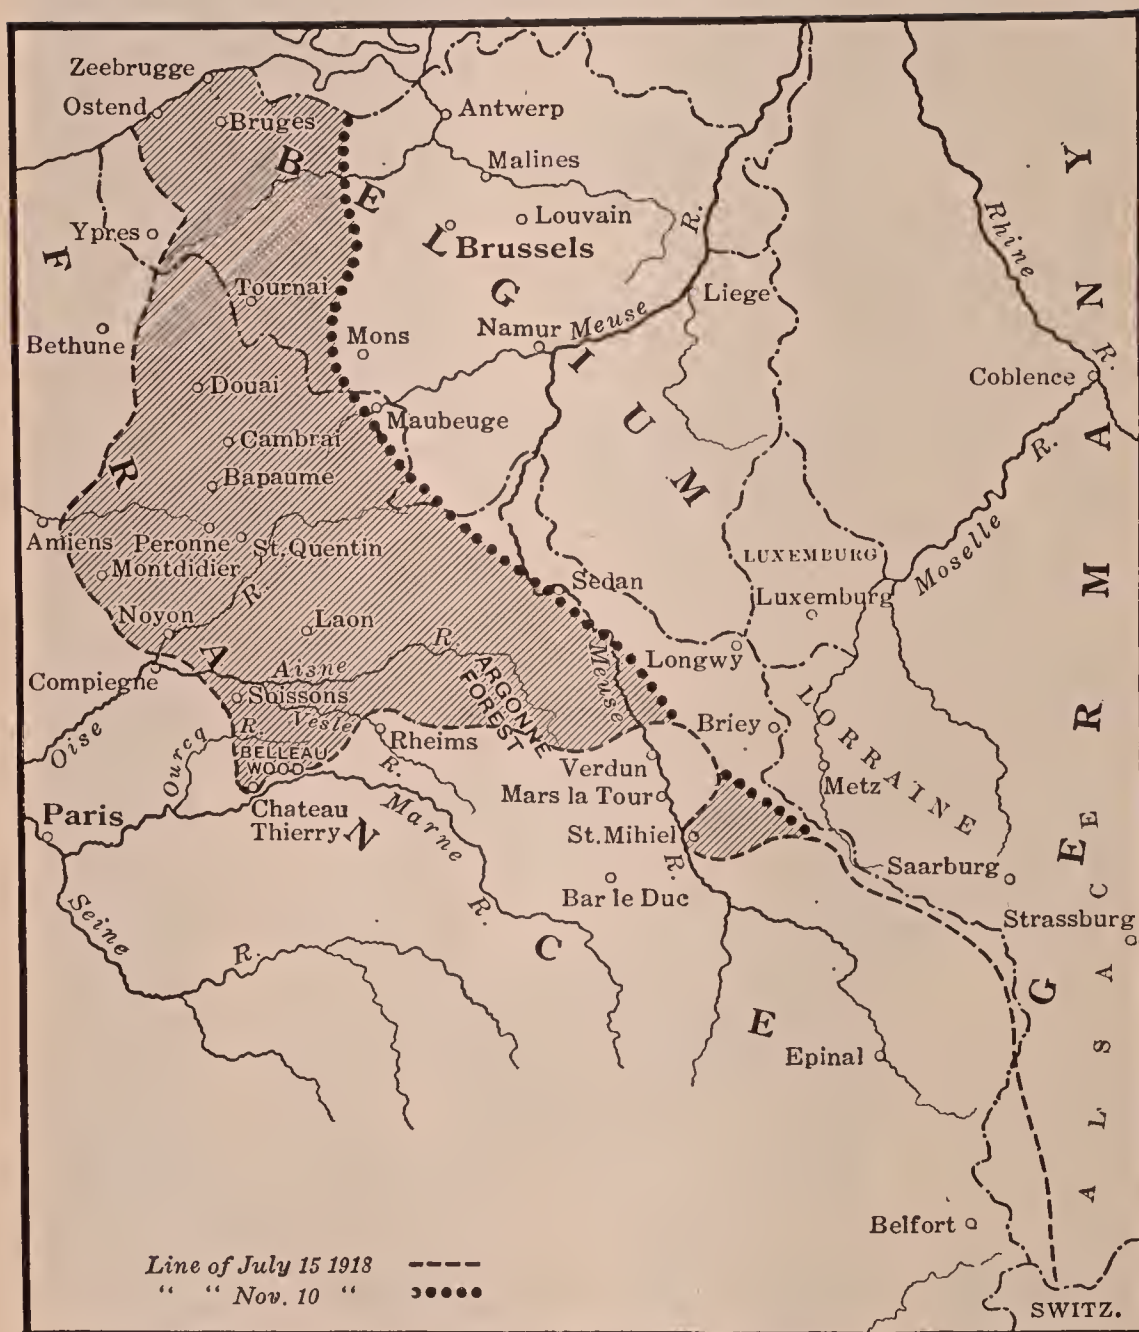 Zeebrugge
Ostend
Bruges
Antwerp
Malines
Louvain
Brussels
Ypres
Tournai
Bethune
Mons
Namur
Meuse
R.
Liege
Rhine
R.
Coblence
Douai
Maubeuge
Cambrai
Bapaume
Amiens
Peronne
St. Quentin
Montdidier
R.
Noyon
Laon
Sedan
LUXEMBURG
Luxemburg
Moselle
R.
Longwy
Compiegne
Aisne
R.
ARGONNE
FOREST
Meuse
Soissons
Vesle
R.
Rheims
R.
Briey
LORRAINE
Oise
Ourcq
R.
BELLEAU
WOOD
Verdun
Mars la Tour
Metz
Paris
Chateau
Thierry
Marne
R.
St. Mihiel
R.
Bar le Duc
Saarburg
Strassburg
Seine
R.
Epinal
Belfort
ALSACE
BELGIUM
FRANCE
GERMANY
SWITZ.
Line of July 15 1918
“ “ Nov. 10 “